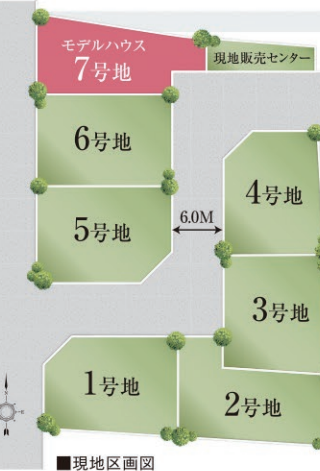 モデルハウス
7号地
現地販売センター
6号地
4号地
5号地
6.0M
3号地
1号地
2号地
■現地区画図